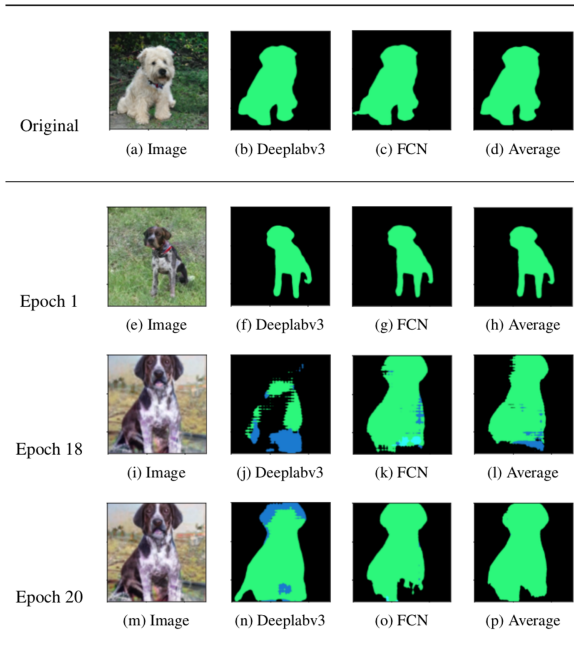 Original
(a) Image (b) Deeplabv3 (c) FCN (d) Average
Epoch 1
(e) Image (f) Deeplabv3 (g) FCN (h) Average
Epoch 18
(i) Image (j) Deeplabv3 (k) FCN (l) Average
Epoch 20
(m) Image (n) Deeplabv3 (o) FCN (p) Average